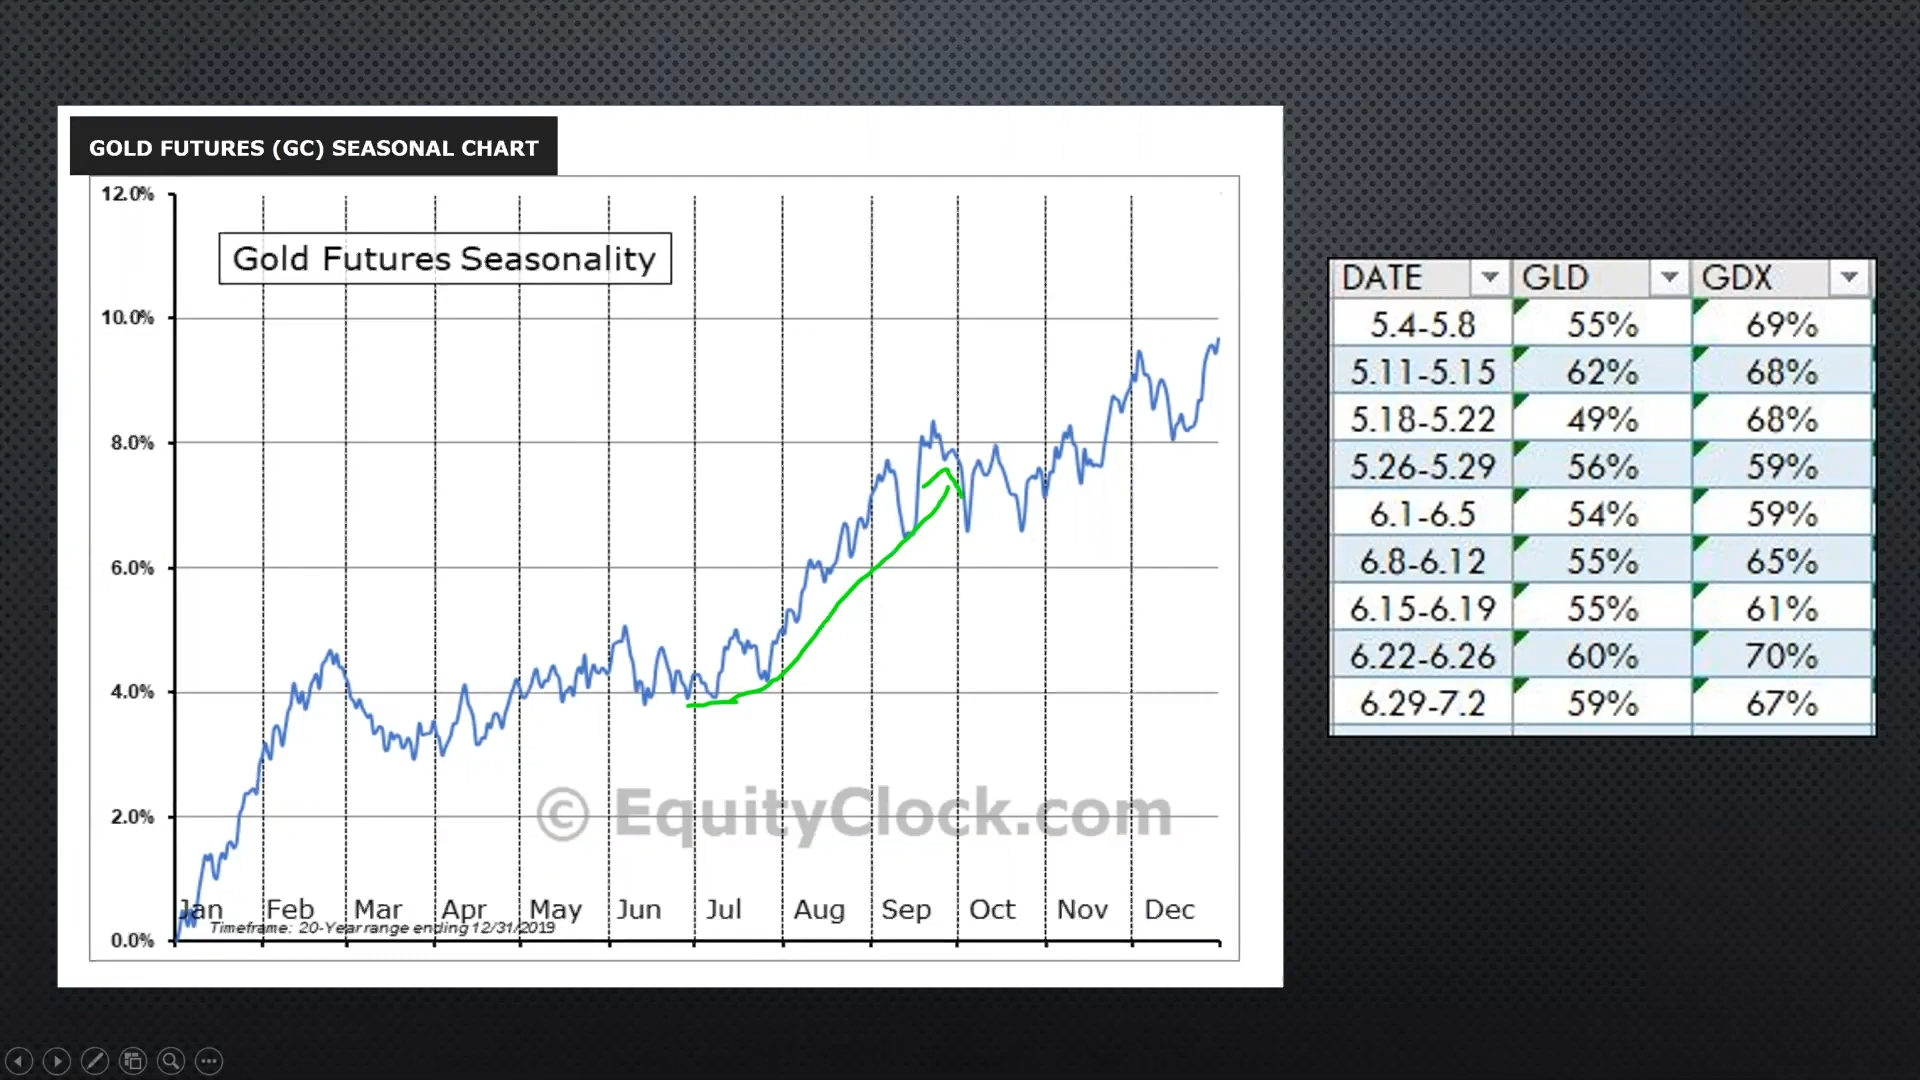 GOLD FUTURES (GC) SEASONAL CHART
Gold Futures Seasonality
12.0%
10.0%
8.0%
6.0%
4.0%
2.0%
0.0%
© EquityClock.com
Jan Feb Mar Apr May Jun Jul Aug Sep Oct Nov Dec
Timeframe: 20-Year range ending 12/31/2019
DATE GLD GDX
5.4-5.8 55% 69%
5.11-5.15 62% 68%
5.18-5.22 49% 68%
5.26-5.29 56% 59%
6.1-6.5 54% 59%
6.8-6.12 55% 65%
6.15-6.19 55% 61%
6.22-6.26 60% 70%
6.29-7.2 59% 67%